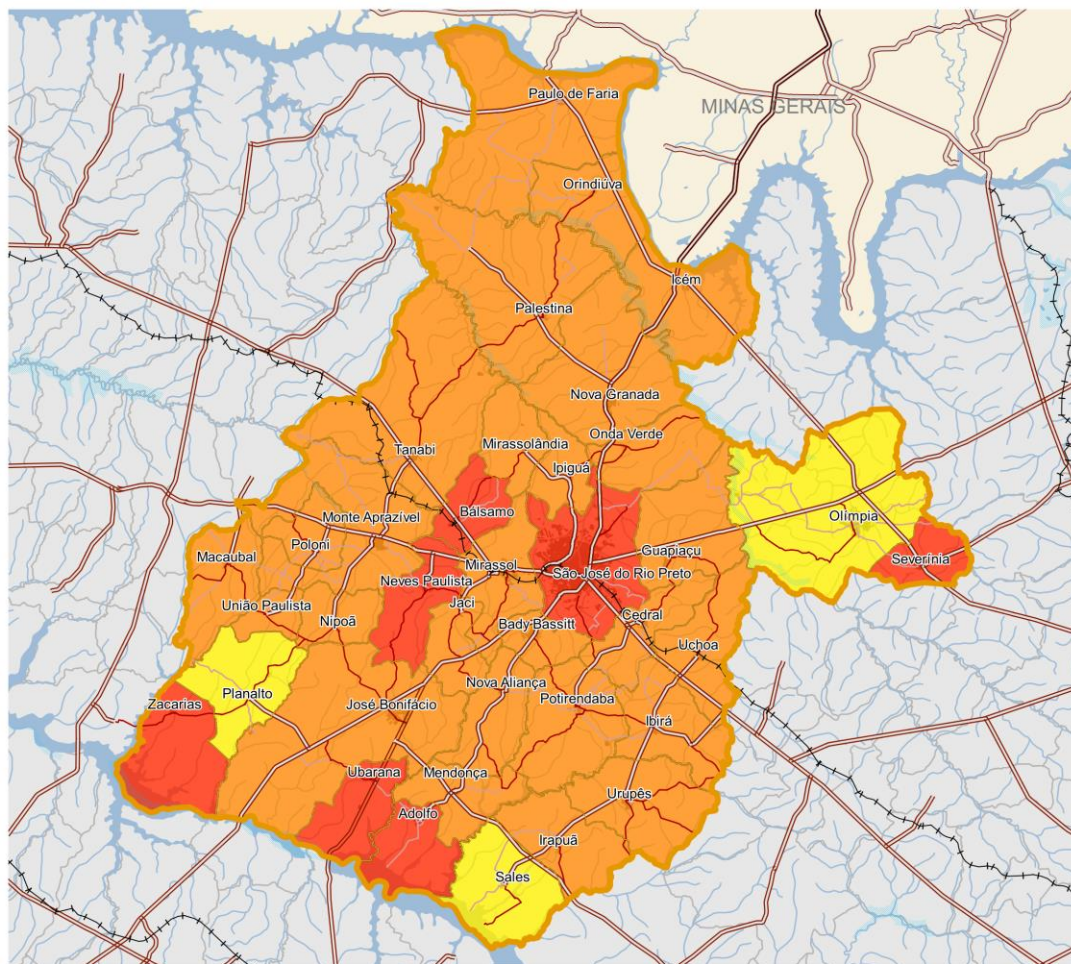 Paulo de Faria
MINAS GERAIS
Orindiúva
Icém
Palestina
Nova Granada
Onda Verde
Mirassolândia
Tanabi
Ipiguá
Bálsamo
Monte Aprazível
Olímpia
Poloni
Guapiaçu
Macaubal
Severínia
Mirassol
São José do Rio Preto
Neves Paulista
Jaci
União Paulista
Cedral
Nipoã
Bady Bassitt
Uchoa
Nova Aliança
Planalto
Potirendaba
Zacarias
José Bonifácio
Ibirá
Ubarana
Mendonça
Urupês
Adolfo
Irapuã
Sales